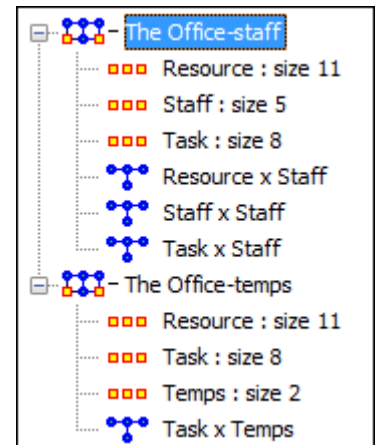 The Office-staff
Resource : size 11
Staff : size 5
Task : size 8
Resource x Staff
Staff x Staff
Task x Staff
The Office-temps
Resource : size 11
Task : size 8
Temps : size 2
Task x Temps